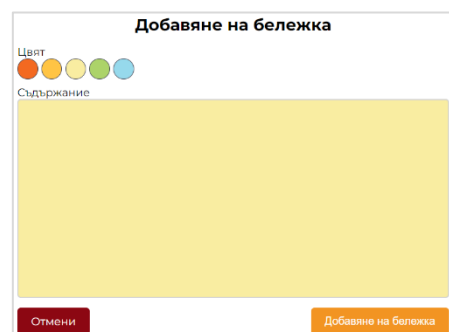 Добавяне на бележка
Цвят
Съдържание
Отмени
Добавяне на бележка